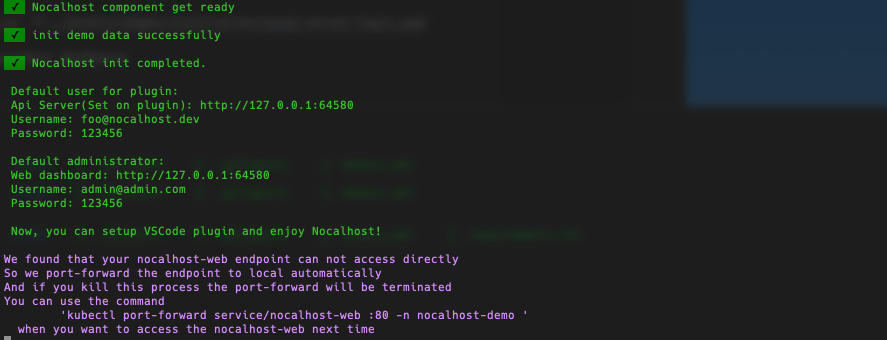 ✓ Nocalhost component get ready
✓ init demo data successfully
✓ Nocalhost init completed.
Default user for plugin:
Api Server(Set on plugin): http://127.0.0.1:64580
Username: foo@nocalhost.dev
Password: 123456
Default administrator:
Web dashboard: http://127.0.0.1:64580
Username: admin@admin.com
Password: 123456
Now, you can setup VSCode plugin and enjoy Nocalhost!
We found that your nocalhost-web endpoint can not access directly
So we port-forward the endpoint to local automatically
And if you kill this process the port-forward will be terminated
You can use the command
'kubectl port-forward service/nocalhost-web :80 -n nocalhost-demo '
when you want to access the nocalhost-web next time